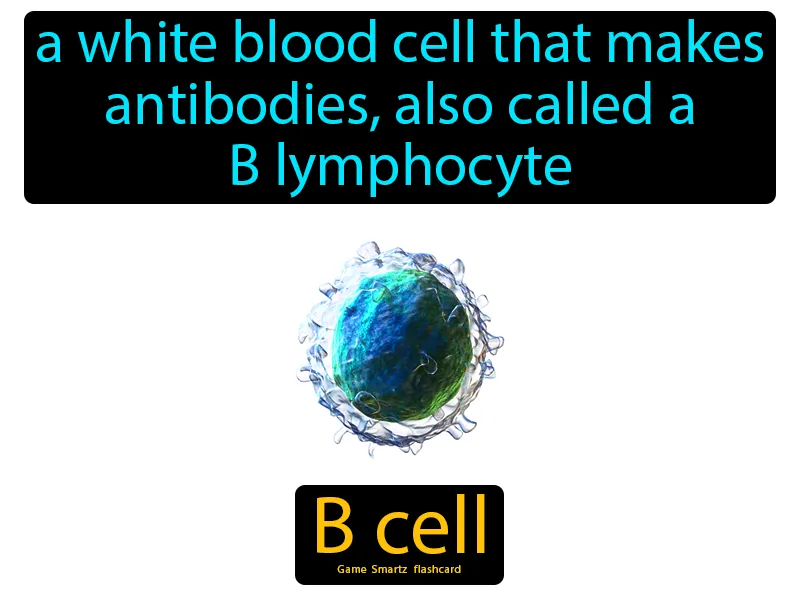 a white blood cell that makes
antibodies, also called a
B lymphocyte
B cell
Game Smartz flashcard